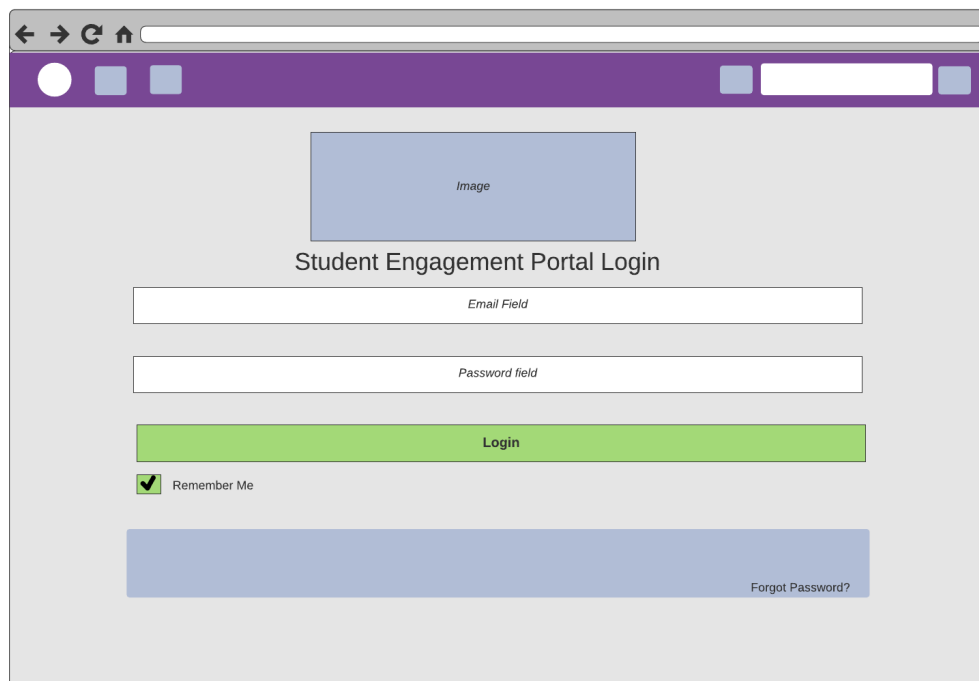 Image
Student Engagement Portal Login
Email Field
Password field
Login
Remember Me
Forgot Password?